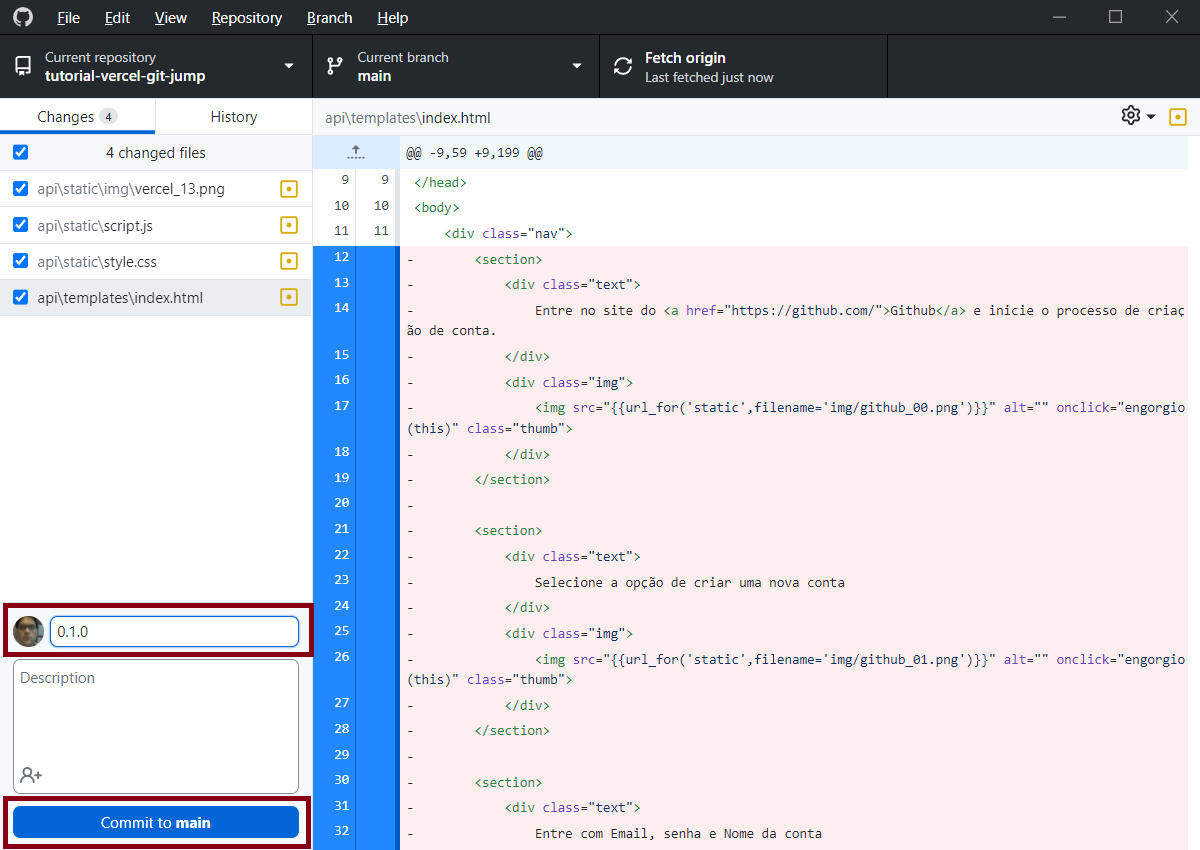 File Edit View Repository Branch Help
Current repository
tutorial-vercel-git-jump
Current branch
main
Fetch origin
Last fetched just now
Changes 4
History
4 changed files
api\static\img\vercel_13.png
api\static\script.js
api\static\style.css
api\templates\index.html
0.1.0
Description
Commit to main
api\templates\index.html
@@ -9,59 +9,199 @@
9 9 </head>
10 10 <body>
11 11 <div class="nav">
12 - <section>
13 - <div class="text">
14 - Entre no site do <a href="https://github.com/">Github</a> e inicie o processo de criaç
ão de conta.
15 - </div>
16 - <div class="img">
17 - <img src="{{url_for('static',filename='img/github_00.png')}}" alt="" onclick="engorgio
(this)" class="thumb">
18 - </div>
19 - </section>
20 -
21 - <section>
22 - <div class="text">
23 - Selecione a opção de criar uma nova conta
24 - </div>
25 - <div class="img">
26 - <img src="{{url_for('static',filename='img/github_01.png')}}" alt="" onclick="engorgio
(this)" class="thumb">
27 - </div>
28 - </section>
29 -
30 - <section>
31 - <div class="text">
32 - Entre com Email, senha e Nome da conta